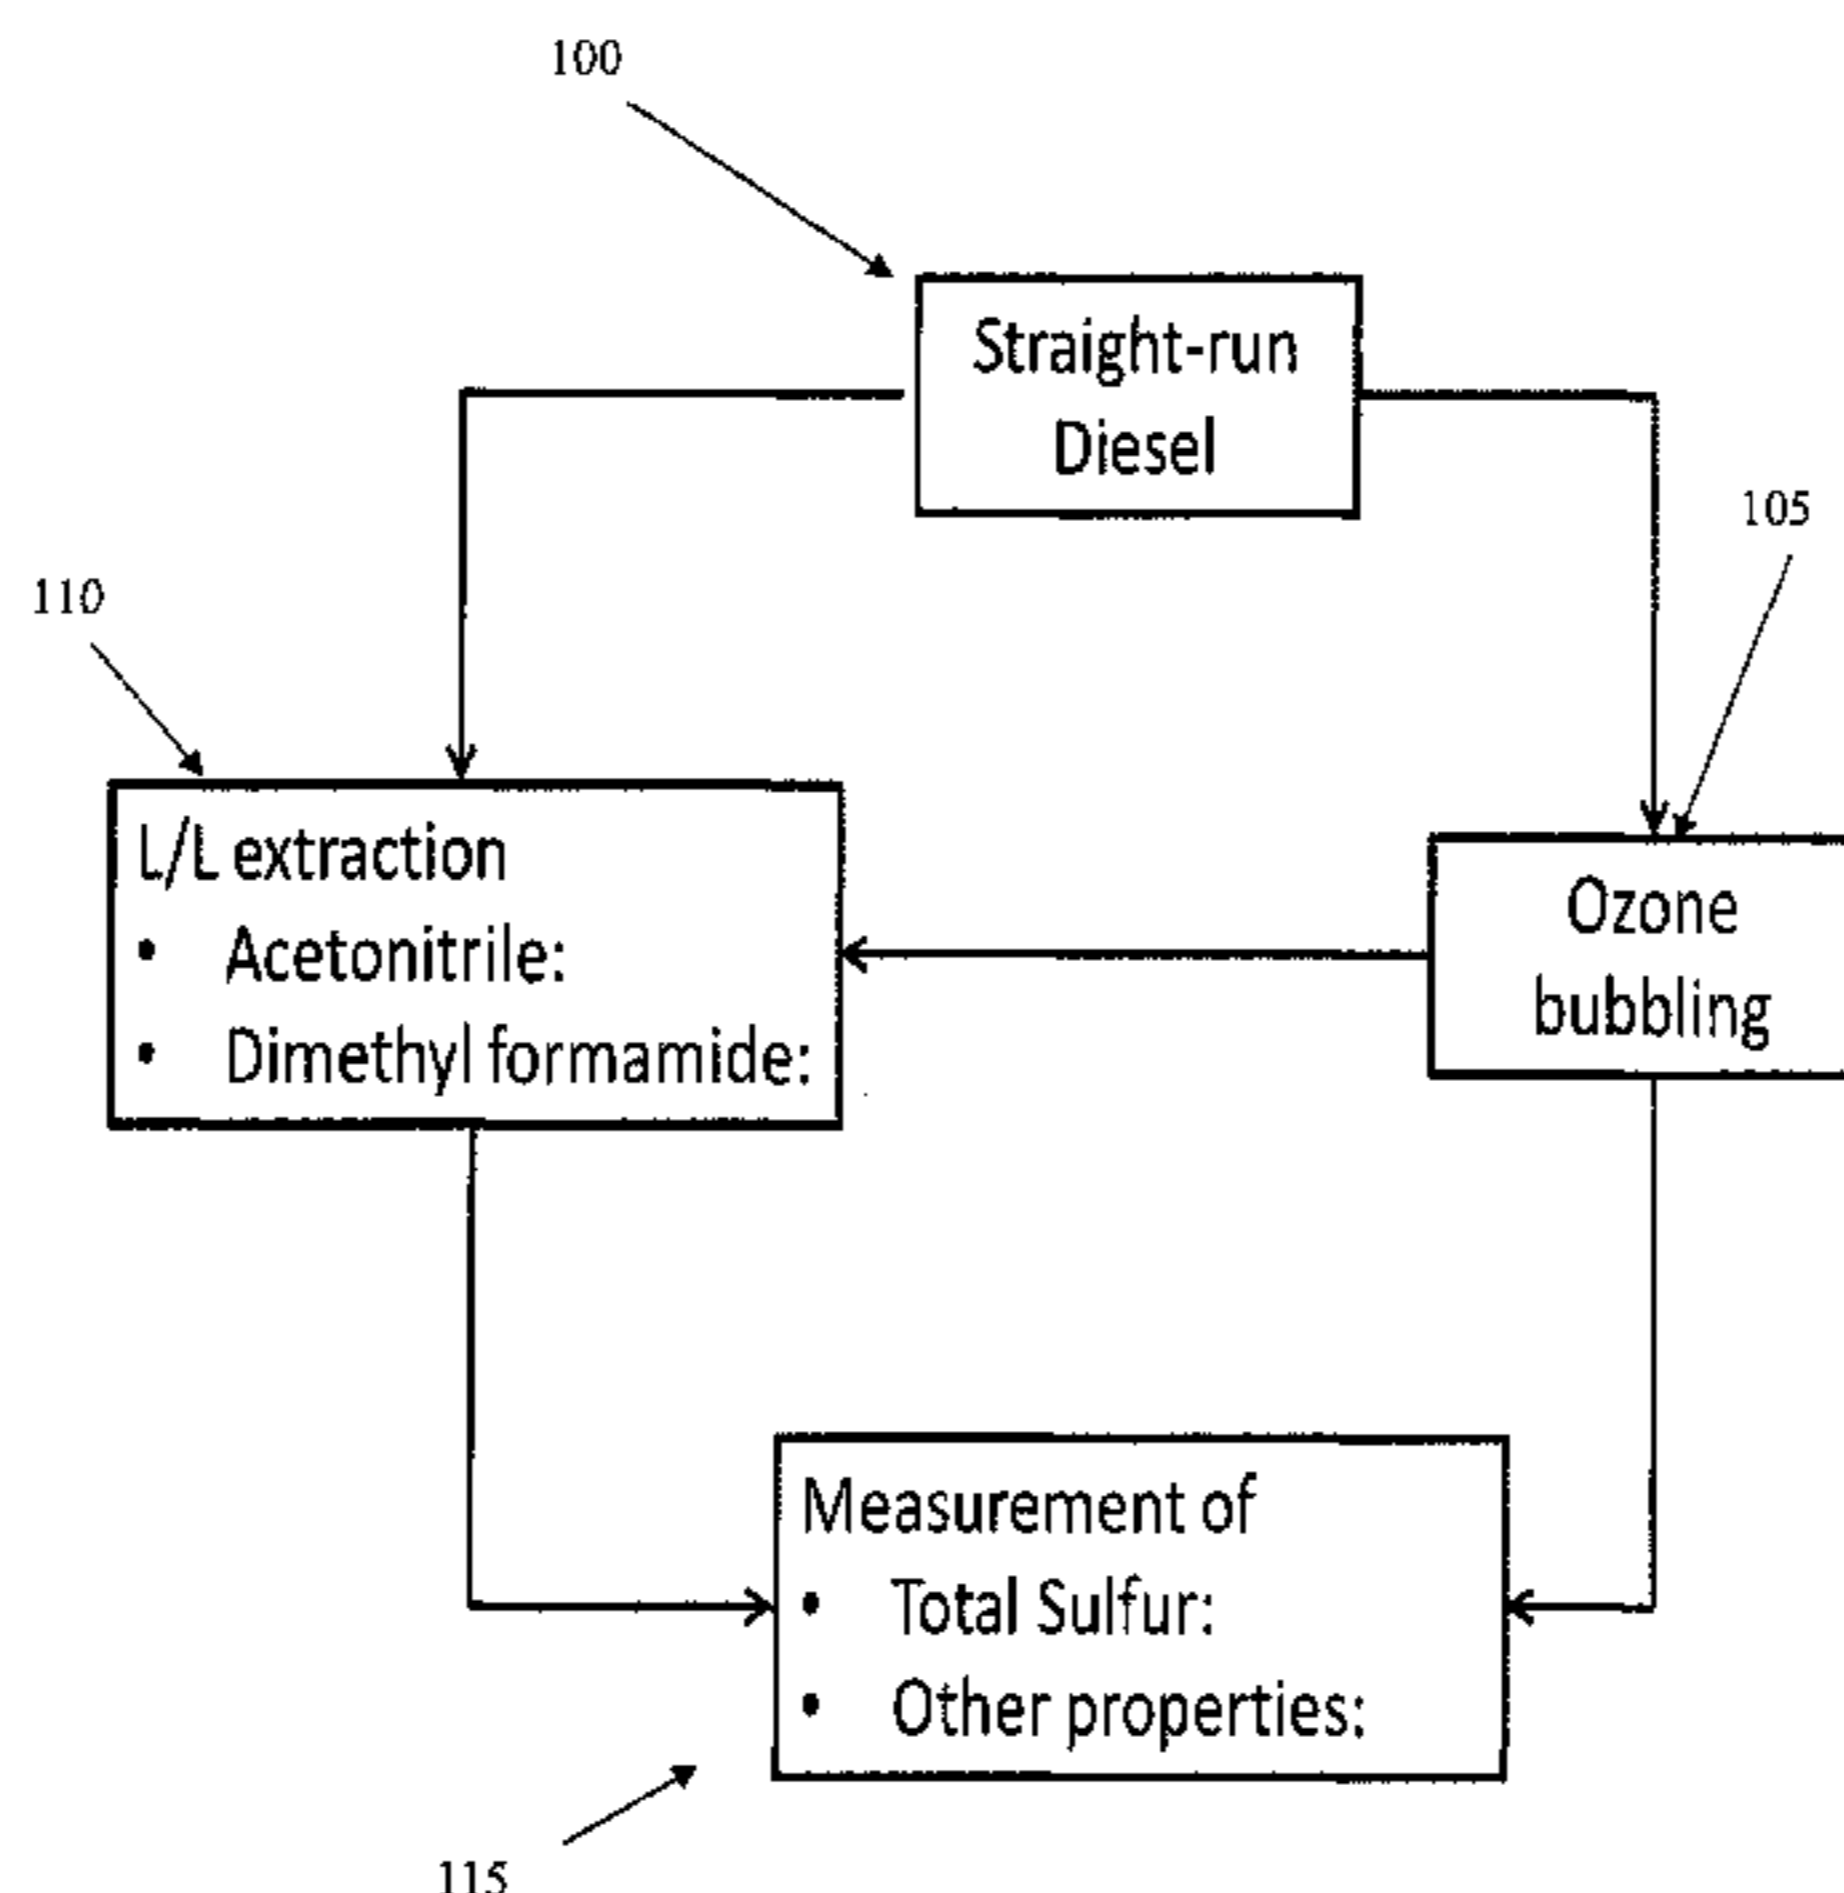 100
Straight-run
Diesel
105
110
L/L extraction
• Acetonitrile:
• Dimethyl formamide:
Ozone
bubbling
Measurement of
• Total Sulfur:
• Other properties:
115